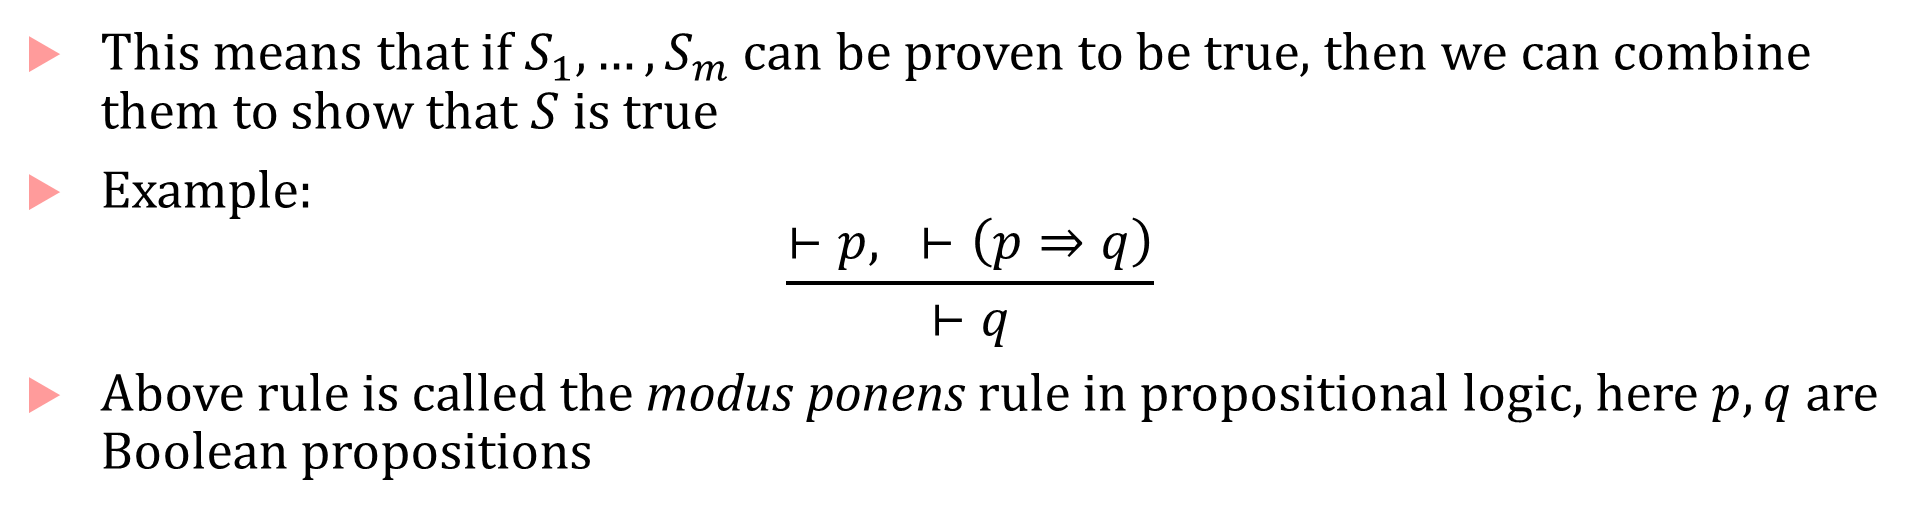 This means that if S₁, … , Sₘ can be proven to be true, then we can combine
them to show that S is true
Example:
⊢ p, ⊢ (p ⇒ q)
⊢ q
Above rule is called the modus ponens rule in propositional logic, here p, q are
Boolean propositions